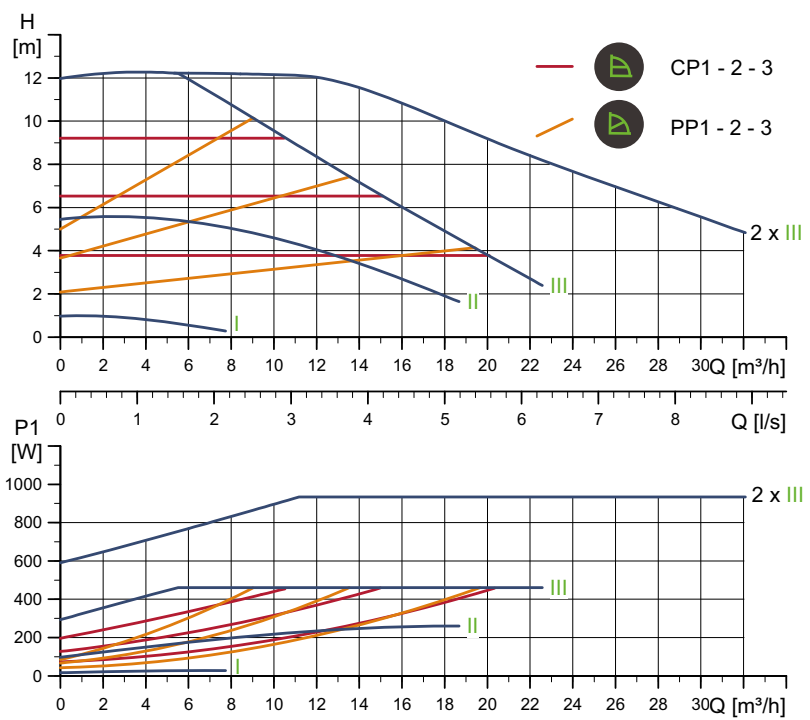 H
[m]
12
10
8
6
4
2
0
CP1 - 2 - 3
PP1 - 2 - 3
2 x III
III
II
I
0 2 4 6 8 10 12 14 16 18 20 22 24 26 28 30 Q [m³/h]
0 1 2 3 4 5 6 7 8 Q [l/s]
P1
[W]
1000
800
600
400
200
0
2 x III
III
II
I
0 2 4 6 8 10 12 14 16 18 20 22 24 26 28 30 Q [m³/h]